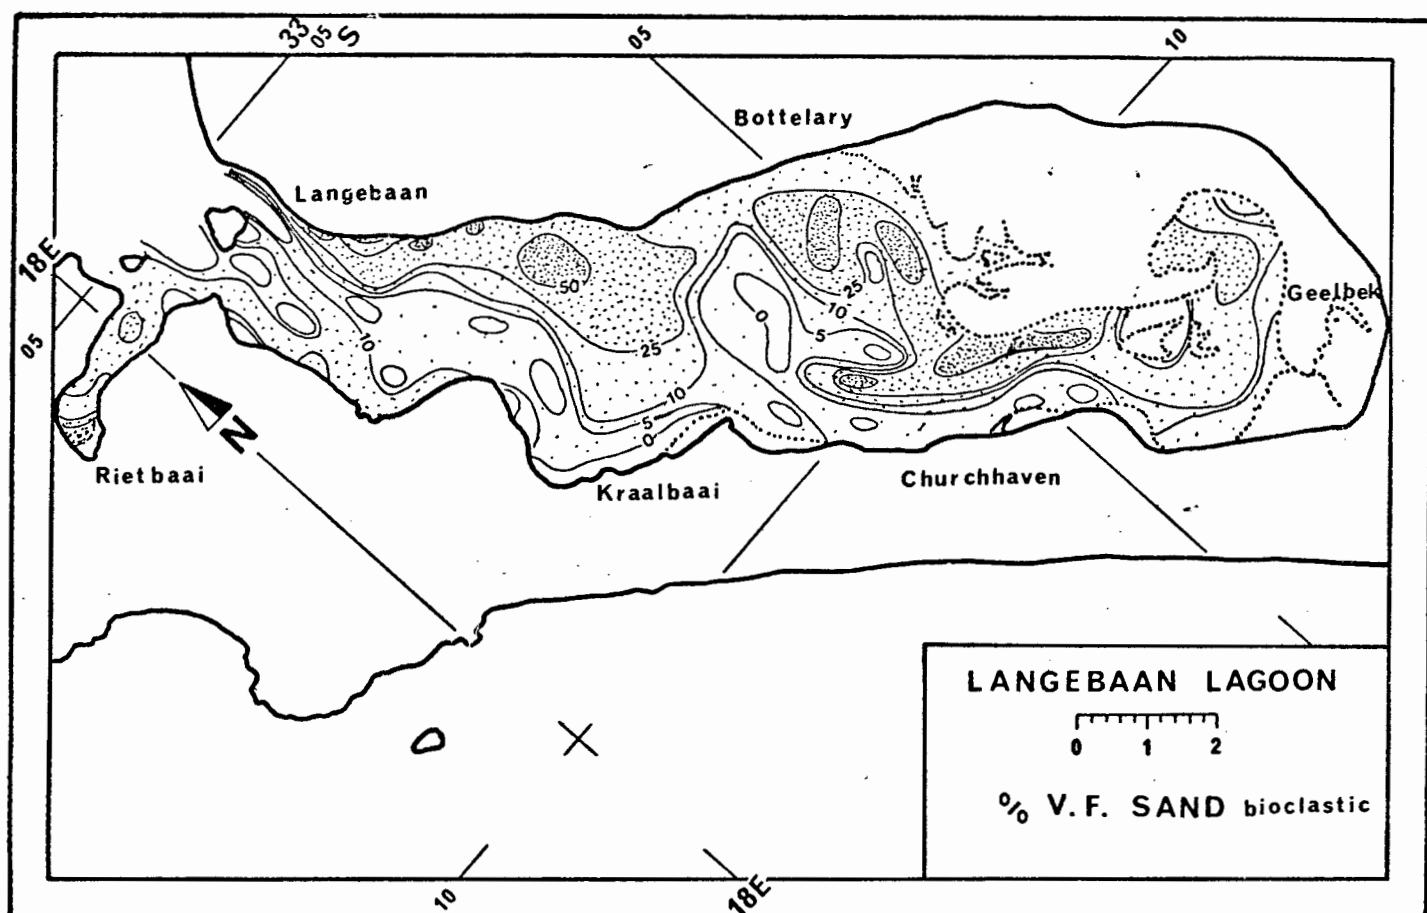 33
05 S
05
10
Bottelary
Langebaan
18E
05
50
10
25
0
5
25
10
5
0
10
Geelbek
N
Rietbaai
Kraalbaai
Churchhaven
LANGEBAAN LAGOON
0 1 2
% V.F. SAND bioclastic
10
18E